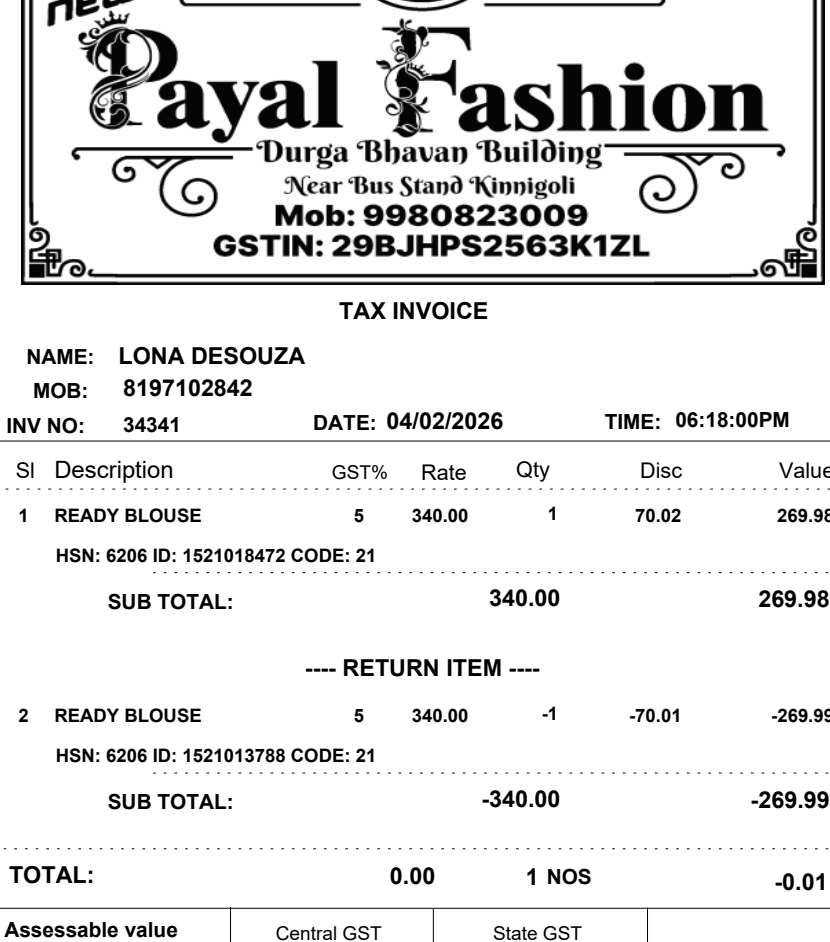 new
Payal Fashion
Durga Bhavan Building
Near Bus Stand Kinnigoli
Mob: 9980823009
GSTIN: 29BJHPS2563K1ZL
TAX INVOICE
NAME: LONA DESOUZA
MOB: 8197102842
INV NO: 34341 DATE: 04/02/2026 TIME: 06:18:00PM
Sl Description GST% Rate Qty Disc Value
1 READY BLOUSE 5 340.00 1 70.02 269.98
HSN: 6206 ID: 1521018472 CODE: 21
SUB TOTAL: 340.00 269.98
---- RETURN ITEM ----
2 READY BLOUSE 5 340.00 -1 -70.01 -269.99
HSN: 6206 ID: 1521013788 CODE: 21
SUB TOTAL: -340.00 -269.99
TOTAL: 0.00 1 NOS -0.01
Assessable value Central GST State GST